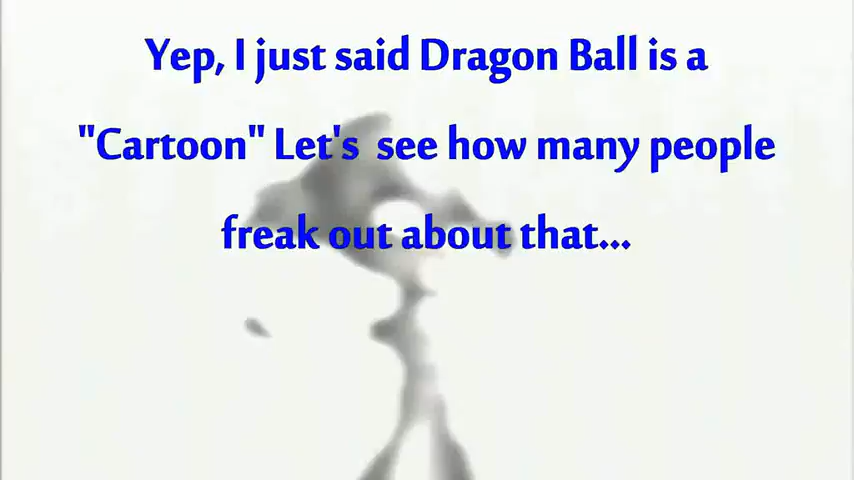 Yep, I just said Dragon Ball is a
"Cartoon" Let's  see how many people
freak out about that...